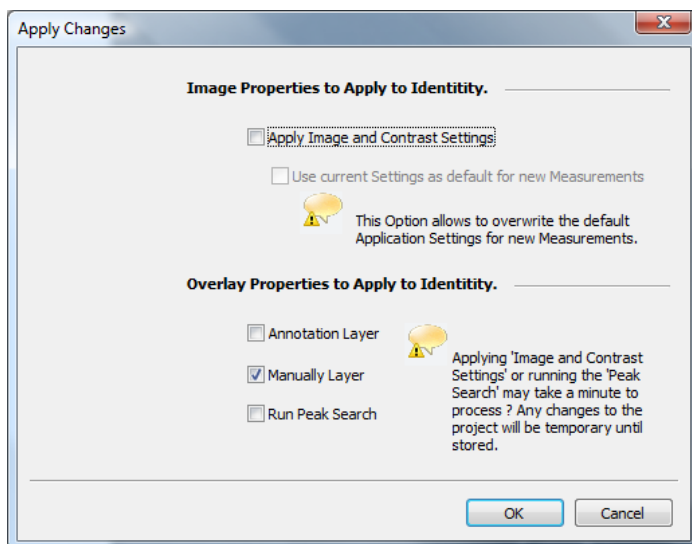 Apply Changes
Image Properties to Apply to Identitity.
Apply Image and Contrast Settings
Use current Settings as default for new Measurements
This Option allows to overwrite the default
Application Settings for new Measurements.
Overlay Properties to Apply to Identitity.
Annotation Layer
Manually Layer
Run Peak Search
Applying 'Image and Contrast
Settings' or running the 'Peak
Search' may take a minute to
process ? Any changes to the
project will be temporary until
stored.
OK
Cancel